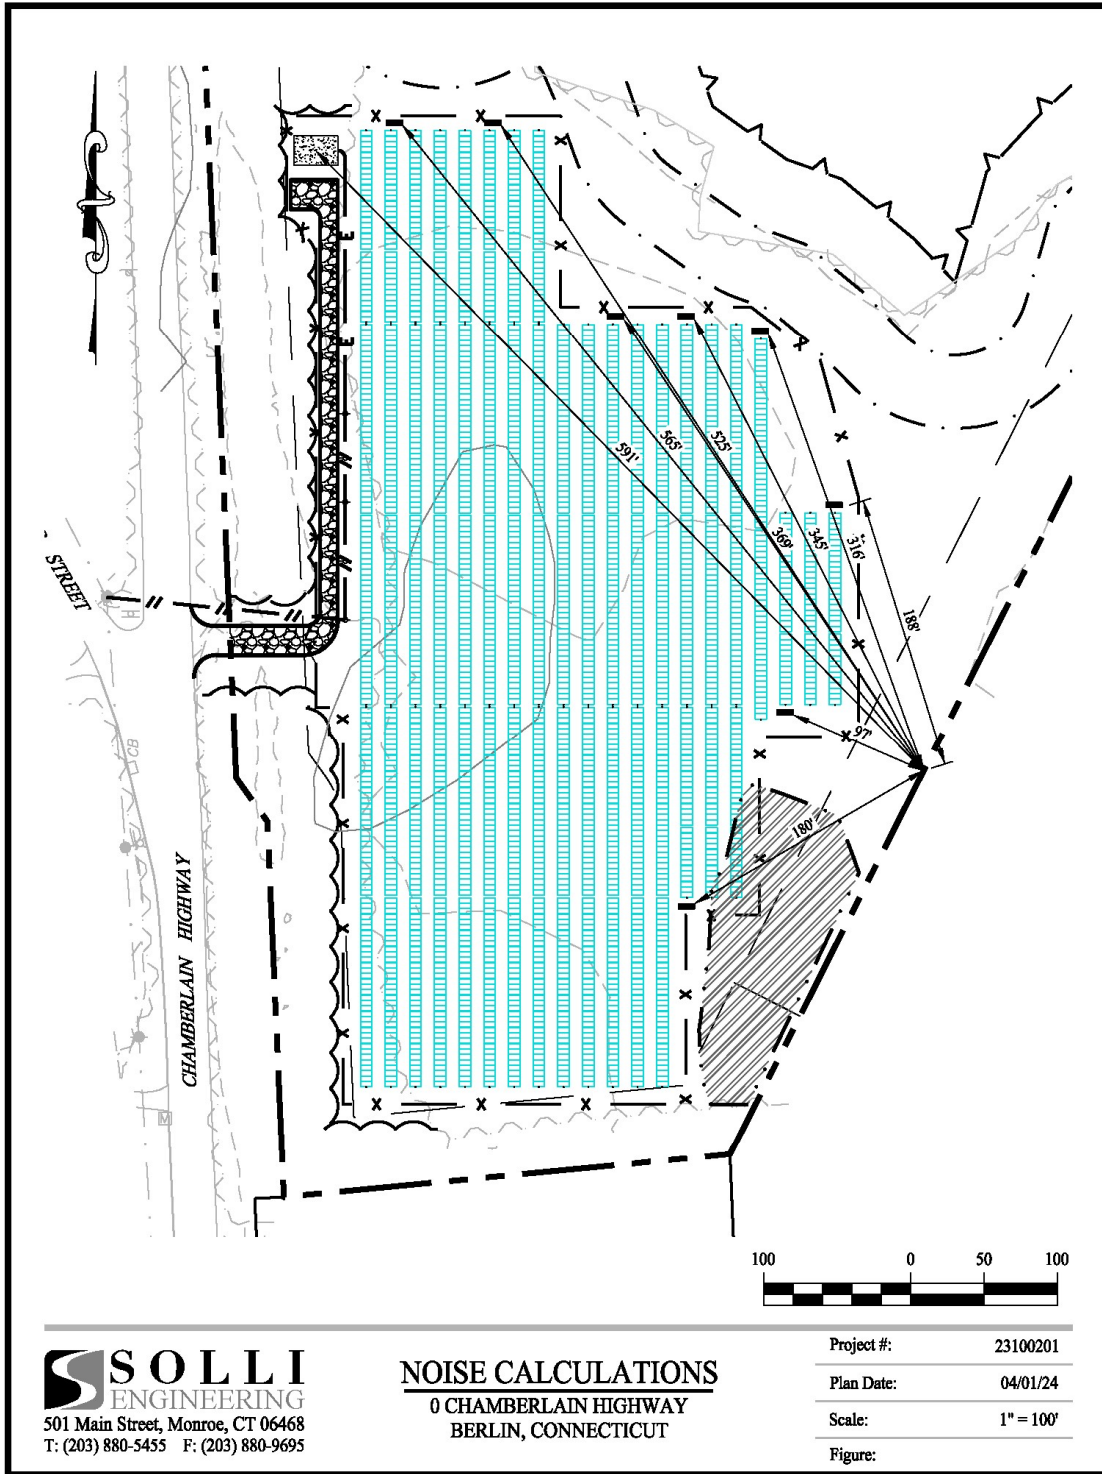 E
E
W
W
591'
565'
525'
369'
345'
316'
188'
97'
180'
STREET
CB
CHAMBERLAIN HIGHWAY
M
100 0 50 100
SOLLI
ENGINEERING
501 Main Street, Monroe, CT 06468
T: (203) 880-5455 F: (203) 880-9695
NOISE CALCULATIONS
0 CHAMBERLAIN HIGHWAY
BERLIN, CONNECTICUT
Project #: 23100201
Plan Date: 04/01/24
Scale: 1" = 100'
Figure: